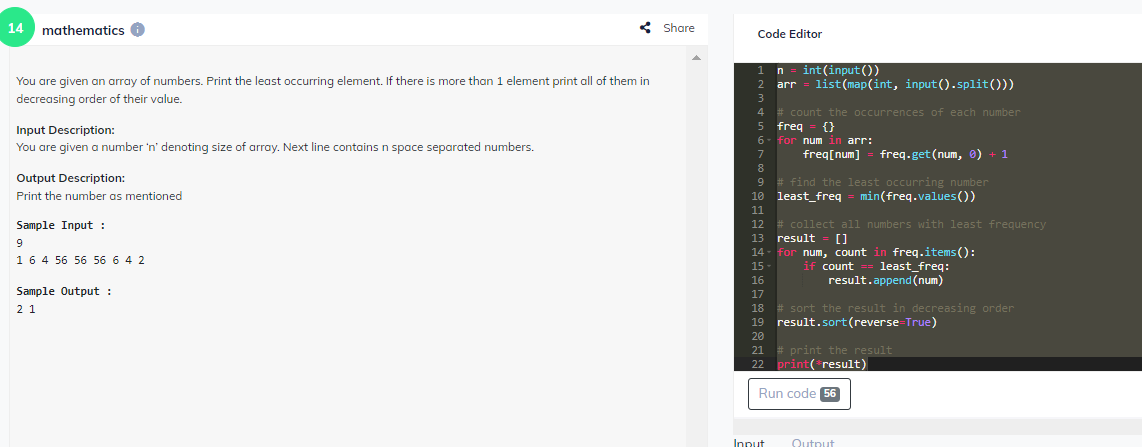 14
mathematics
Share
You are given an array of numbers. Print the least occurring element. If there is more than 1 element print all of them in
decreasing order of their value.
Input Description:
You are given a number ‘n’ denoting size of array. Next line contains n space separated numbers.
Output Description:
Print the number as mentioned
Sample Input :
9
1 6 4 56 56 56 6 4 2
Sample Output :
2 1
Code Editor
1 n = int(input())
2 arr = list(map(int, input().split()))
3
4 # count the occurrences of each number
5 freq = {}
6 for num in arr:
7 freq[num] = freq.get(num, 0) + 1
8
9 # find the least occurring number
10 least_freq = min(freq.values())
11
12 # collect all numbers with least frequency
13 result = []
14 for num, count in freq.items():
15 if count == least_freq:
16 result.append(num)
17
18 # sort the result in decreasing order
19 result.sort(reverse=True)
20
21 # print the result
22 print(*result)
Run code 56
Input Output